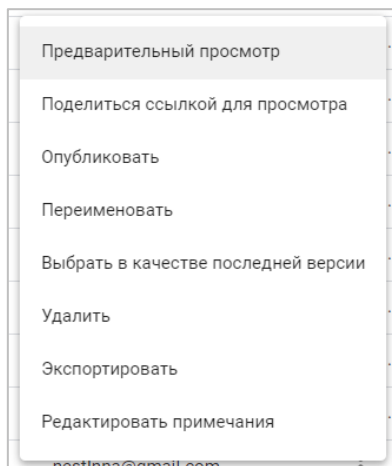 Предварительный просмотр
Поделиться ссылкой для просмотра
Опубликовать
Переименовать
Выбрать в качестве последней версии
Удалить
Экспортировать
Редактировать примечания